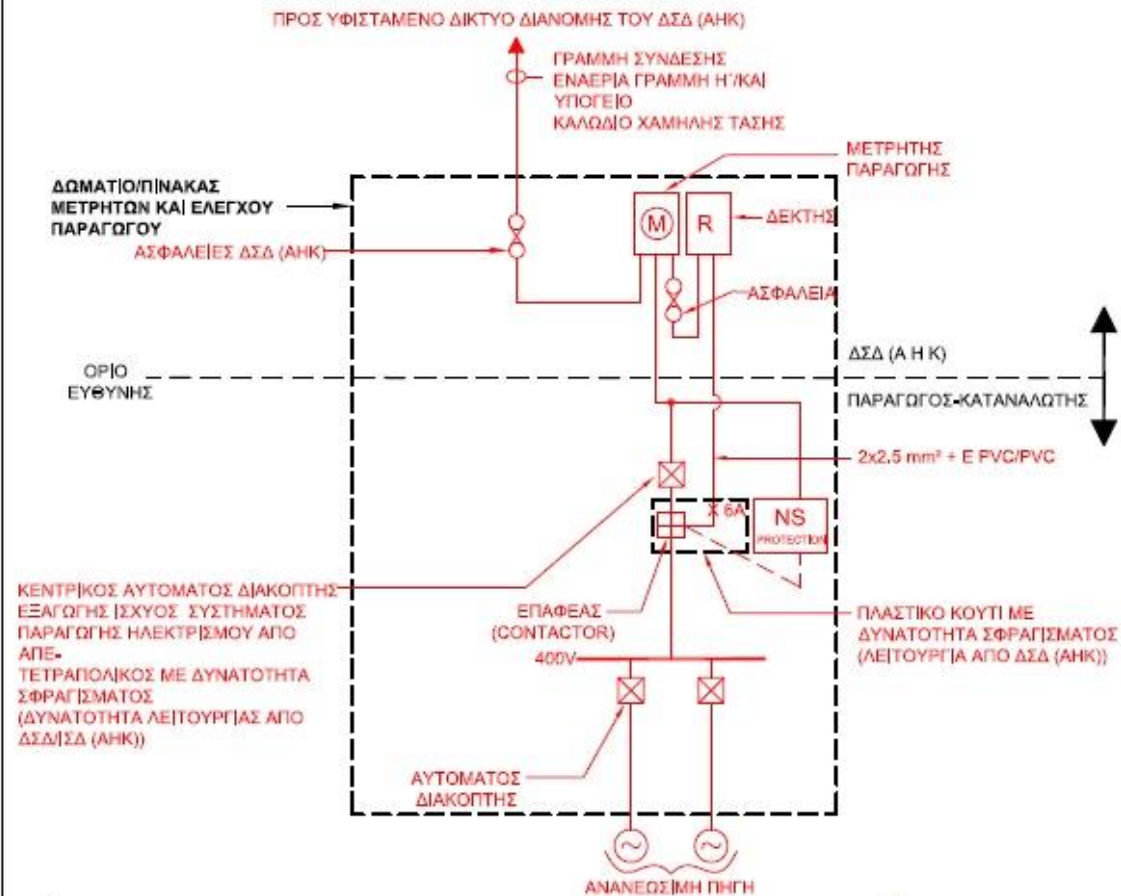 ΠΡΟΣ ΥΦΙΣΤΑΜΕΝΟ ΔΙΚΤΥΟ ΔΙΑΝΟΜΗΣ ΤΟΥ ΔΣΔ (ΑΗΚ)
ΓΡΑΜΜΗ ΣΥΝΔΕΣΗΣ
ΕΝΑΕΡΙΑ ΓΡΑΜΜΗ Η΄/ΚΑΙ
ΥΠΟΓΕΙΟ
ΚΑΛΩΔΙΟ ΧΑΜΗΛΗΣ ΤΑΣΗΣ
ΜΕΤΡΗΤΗΣ
ΠΑΡΑΓΩΓΗΣ
ΔΩΜΑΤΙΟ/ΠΙΝΑΚΑΣ
ΜΕΤΡΗΤΩΝ ΚΑΙ ΕΛΕΓΧΟΥ
ΠΑΡΑΓΩΓΟΥ
M
R
ΔΕΚΤΗΣ
ΑΣΦΑΛΕΙΕΣ ΔΣΔ (ΑΗΚ)
ΑΣΦΑΛΕΙΑ
ΟΡΙΟ
ΕΥΘΥΝΗΣ
ΔΣΔ (Α Η Κ)
ΠΑΡΑΓΩΓΟΣ-ΚΑΤΑΝΑΛΩΤΗΣ
2x2.5 mm² + E PVC/PVC
X 6A
NS
PROTECTION
ΚΕΝΤΡΙΚΟΣ ΑΥΤΟΜΑΤΟΣ ΔΙΑΚΟΠΤΗΣ
ΕΞΑΓΩΓΗΣ ΙΣΧΥΟΣ ΣΥΣΤΗΜΑΤΟΣ
ΠΑΡΑΓΩΓΗΣ ΗΛΕΚΤΡΙΣΜΟΥ ΑΠΟ
ΑΠΕ-
ΤΕΤΡΑΠΟΛΙΚΟΣ ΜΕ ΔΥΝΑΤΟΤΗΤΑ
ΣΦΡΑΓΙΣΜΑΤΟΣ
(ΔΥΝΑΤΟΤΗΤΑ ΛΕΙΤΟΥΡΓΙΑΣ ΑΠΟ
ΔΣΔ/ΙΣΔ (ΑΗΚ))
ΕΠΑΦΕΑΣ
(CONTACTOR)
ΠΛΑΣΤΙΚΟ ΚΟΥΤΙ ΜΕ
ΔΥΝΑΤΟΤΗΤΑ ΣΦΡΑΓΙΣΜΑΤΟΣ
(ΛΕΙΤΟΥΡΓΙΑ ΑΠΟ ΔΣΔ (ΑΗΚ))
400V
ΑΥΤΟΜΑΤΟΣ
ΔΙΑΚΟΠΤΗΣ
ΑΝΑΝΕΩΣΙΜΗ ΠΗΓΗ